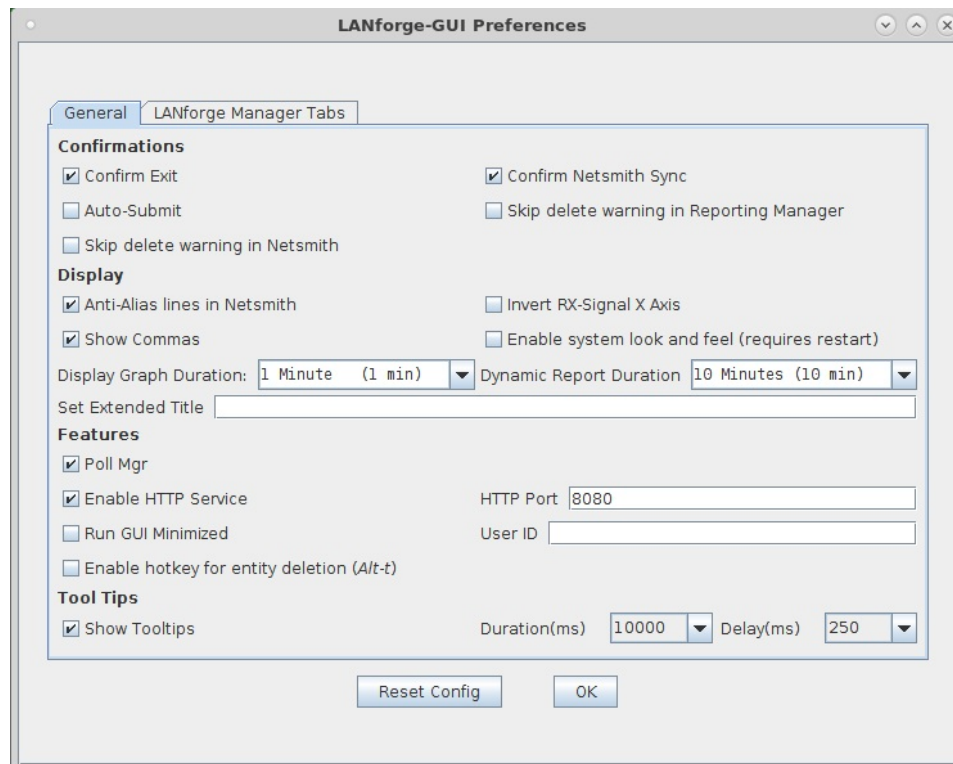 LANforge-GUI Preferences
General LANforge Manager Tabs
Confirmations
Confirm Exit Confirm Netsmith Sync
Auto-Submit Skip delete warning in Reporting Manager
Skip delete warning in Netsmith
Display
Anti-Alias lines in Netsmith Invert RX-Signal X Axis
Show Commas Enable system look and feel (requires restart)
Display Graph Duration: 1 Minute (1 min) Dynamic Report Duration 10 Minutes (10 min)
Set Extended Title
Features
Poll Mgr
Enable HTTP Service HTTP Port 8080
Run GUI Minimized User ID
Enable hotkey for entity deletion (Alt-t)
Tool Tips
Show Tooltips Duration(ms) 10000 Delay(ms) 250
Reset Config OK